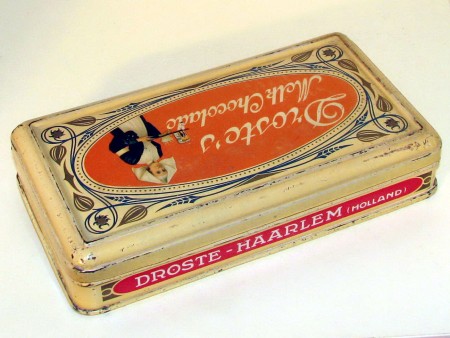 Droste's
Melk Chocolade
DROSTE - HAARLEM (HOLLAND)